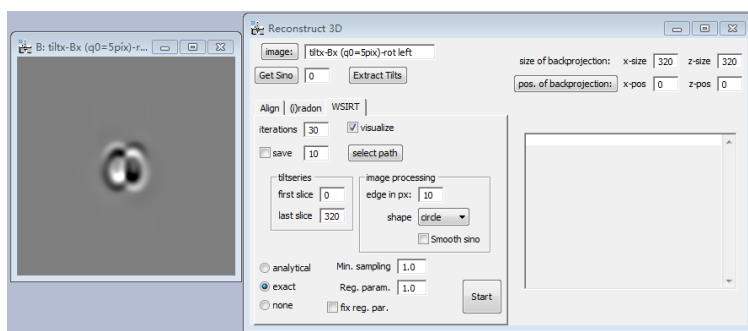 B: tiltx-Bx (q0=5pix)-r...
Reconstruct 3D
image: tiltx-Bx (q0=5pix)-rot left
Get Sino 0 Extract Tilts
size of backprojection: x-size 320 z-size 320
pos. of backprojection: x-pos 0 z-pos 0
Align (i)radon WSIRT
iterations 30 visualize
save 10 select path
tiltseries
first slice 0
last slice 320
image processing
edge in px: 10
shape circle
Smooth sino
analytical Min. sampling 1.0
exact Reg. param. 1.0
none fix reg. par.
Start